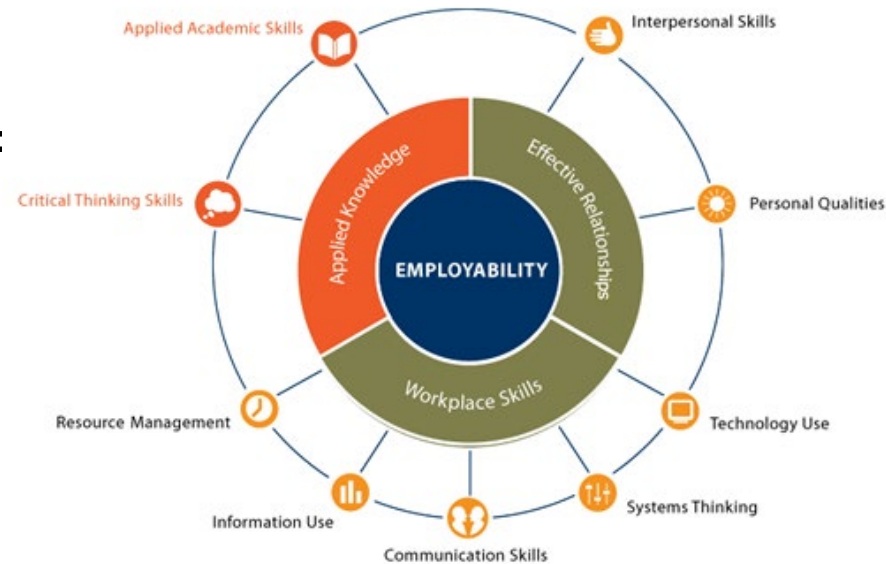 Applied Academic Skills
Interpersonal Skills
:
Applied Knowledge
Effective Relationships
Critical Thinking Skills
Personal Qualities
EMPLOYABILITY
Workplace Skills
Resource Management
Technology Use
Information Use
Systems Thinking
Communication Skills